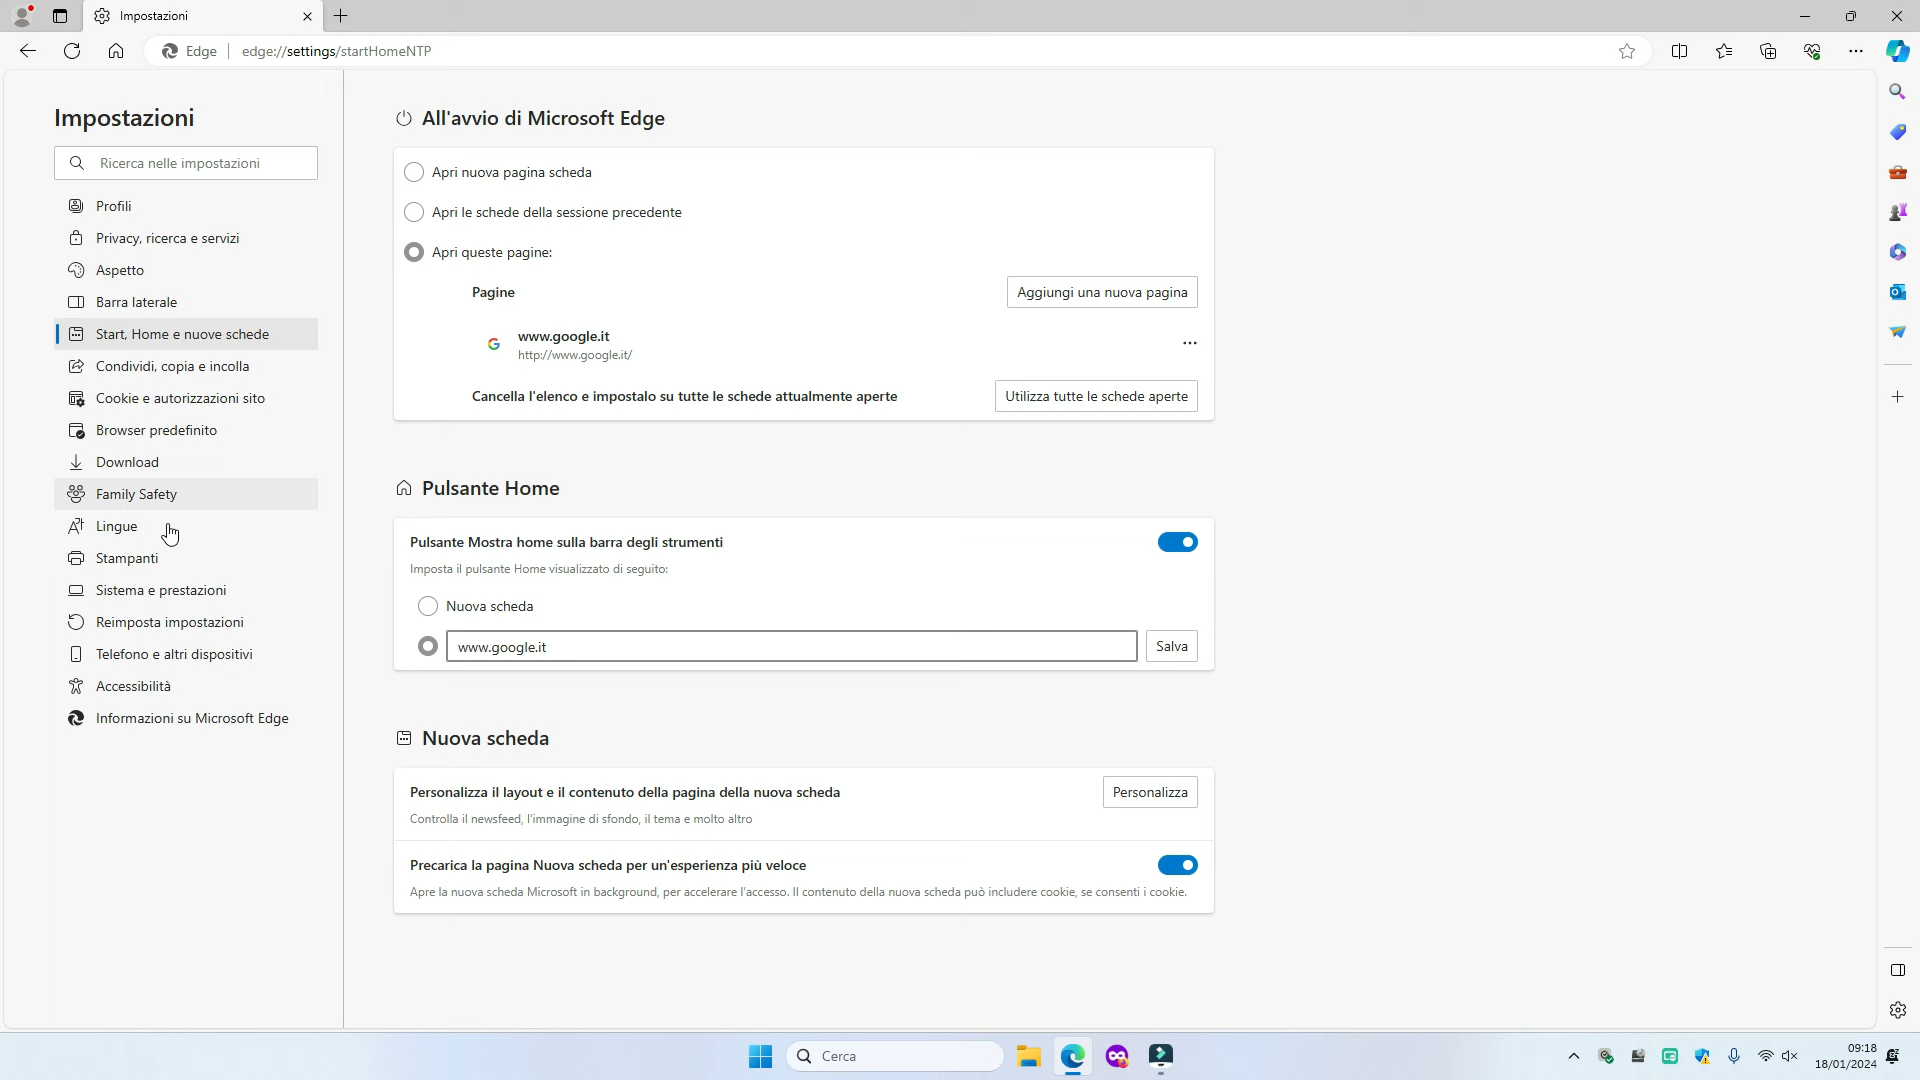 Impostazioni
Edge
edge://settings/startHomeNTP
Impostazioni
Ricerca nelle impostazioni
Profili
Privacy, ricerca e servizi
Aspetto
Barra laterale
Start, Home e nuove schede
Condividi, copia e incolla
Cookie e autorizzazioni sito
Browser predefinito
Download
Family Safety
Lingue
Stampanti
Sistema e prestazioni
Reimposta impostazioni
Telefono e altri dispositivi
Accessibilità
Informazioni su Microsoft Edge
All'avvio di Microsoft Edge
Apri nuova pagina scheda
Apri le schede della sessione precedente
Apri queste pagine:
Pagine
Aggiungi una nuova pagina
www.google.it
http://www.google.it/
Cancella l'elenco e impostalo su tutte le schede attualmente aperte
Utilizza tutte le schede aperte
Pulsante Home
Pulsante Mostra home sulla barra degli strumenti
Imposta il pulsante Home visualizzato di seguito:
Nuova scheda
www.google.it
Salva
Nuova scheda
Personalizza il layout e il contenuto della pagina della nuova scheda
Personalizza
Controlla il newsfeed, l'immagine di sfondo, il tema e molto altro
Precarica la pagina Nuova scheda per un'esperienza più veloce
Apre la nuova scheda Microsoft in background, per accelerare l'accesso. Il contenuto della nuova scheda può includere cookie, se consenti i cookie.
Cerca
09:18
18/01/2024